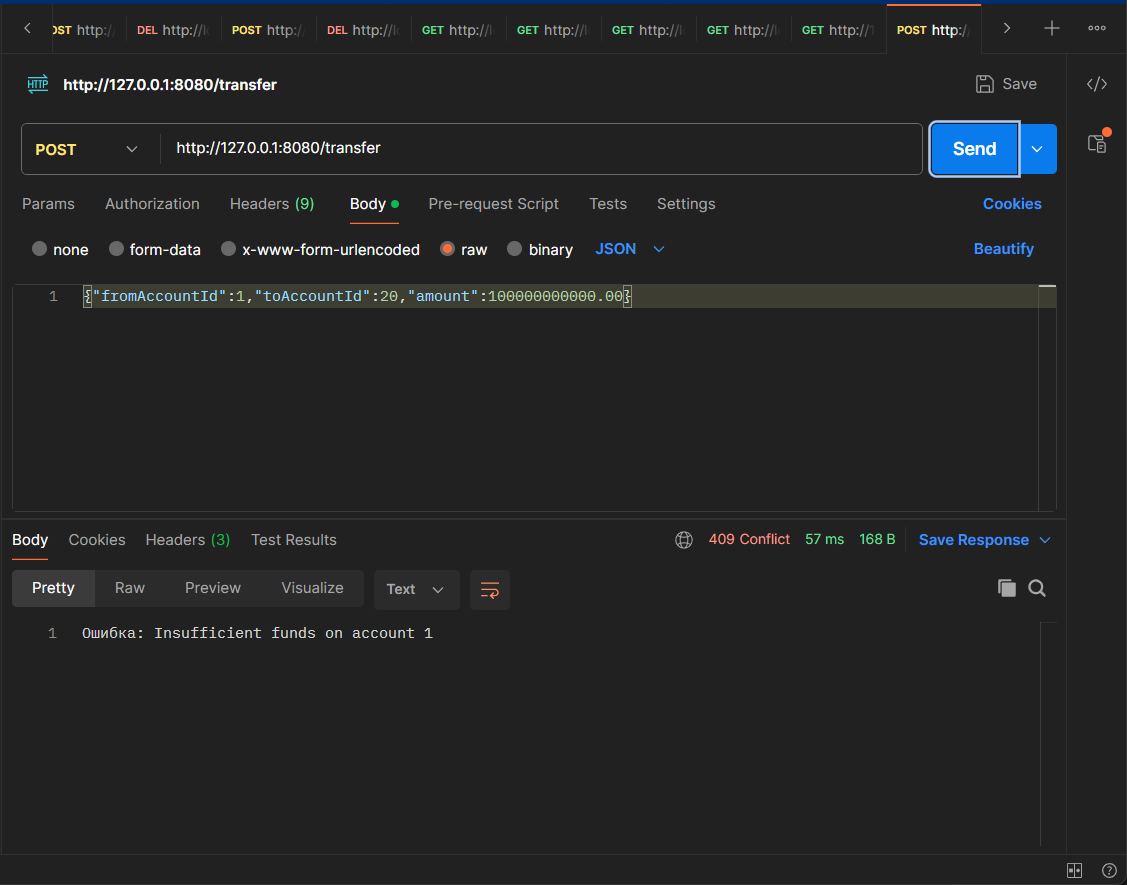 OST http:/
DEL http://l
POST http:/
DEL http://l
GET http://l
GET http://l
GET http://l
GET http://l
GET http://1
POST http:/
HTTP http://127.0.0.1:8080/transfer
Save
POST
http://127.0.0.1:8080/transfer
Send
Params Authorization Headers (9) Body Pre-request Script Tests Settings Cookies
none form-data x-www-form-urlencoded raw binary JSON Beautify
1 {"fromAccountId":1,"toAccountId":20,"amount":100000000000.00}
Body Cookies Headers (3) Test Results 409 Conflict 57 ms 168 B Save Response
Pretty Raw Preview Visualize Text
1 Ошибка: Insufficient funds on account 1